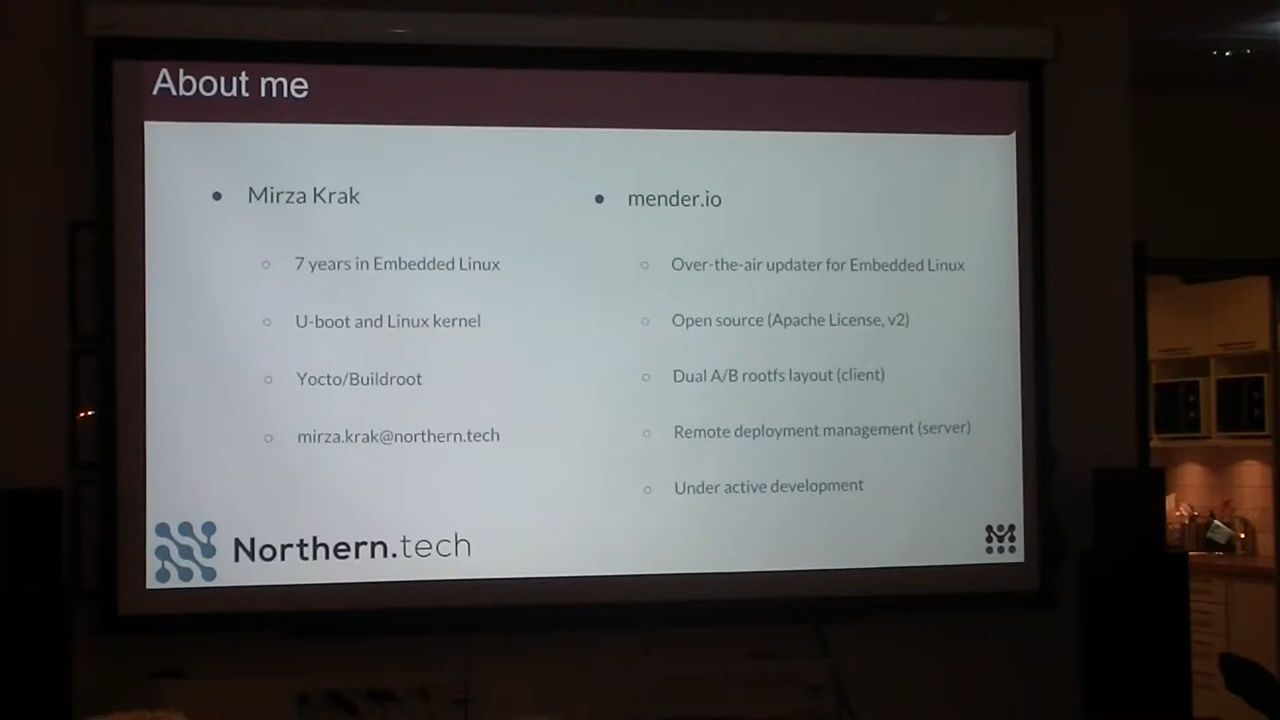 About me
Mirza Krak
7 years in Embedded Linux
U-boot and Linux kernel
Yocto/Buildroot
mirza.krak@northern.tech
mender.io
Over-the-air updater for Embedded Linux
Open source (Apache License, v2)
Dual A/B rootfs layout (client)
Remote deployment management (server)
Under active development
Northern.tech